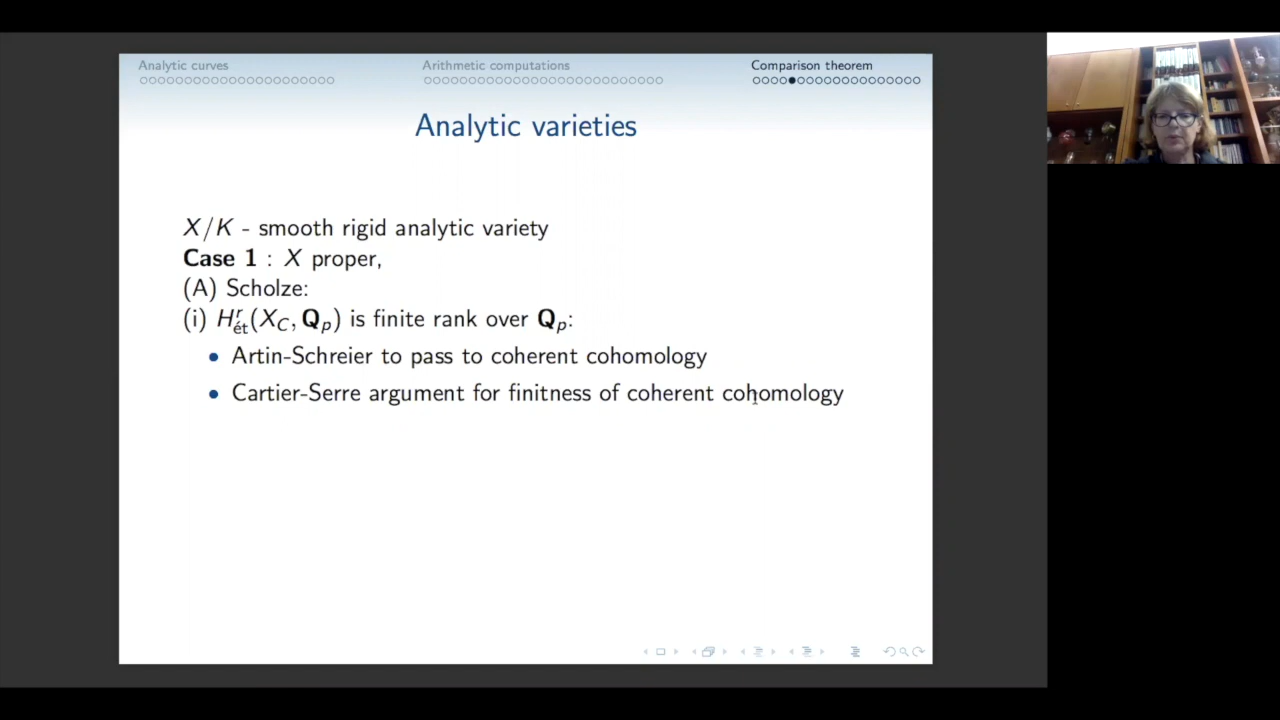 Analytic curves Arithmetic computations Comparison theorem
Analytic varieties
X/K - smooth rigid analytic variety
Case 1 : X proper,
(A) Scholze:
(i) H^r_ét(X_C, Q_p) is finite rank over Q_p:
• Artin-Schreier to pass to coherent cohomology
• Cartier-Serre argument for finitness of coherent cohomology